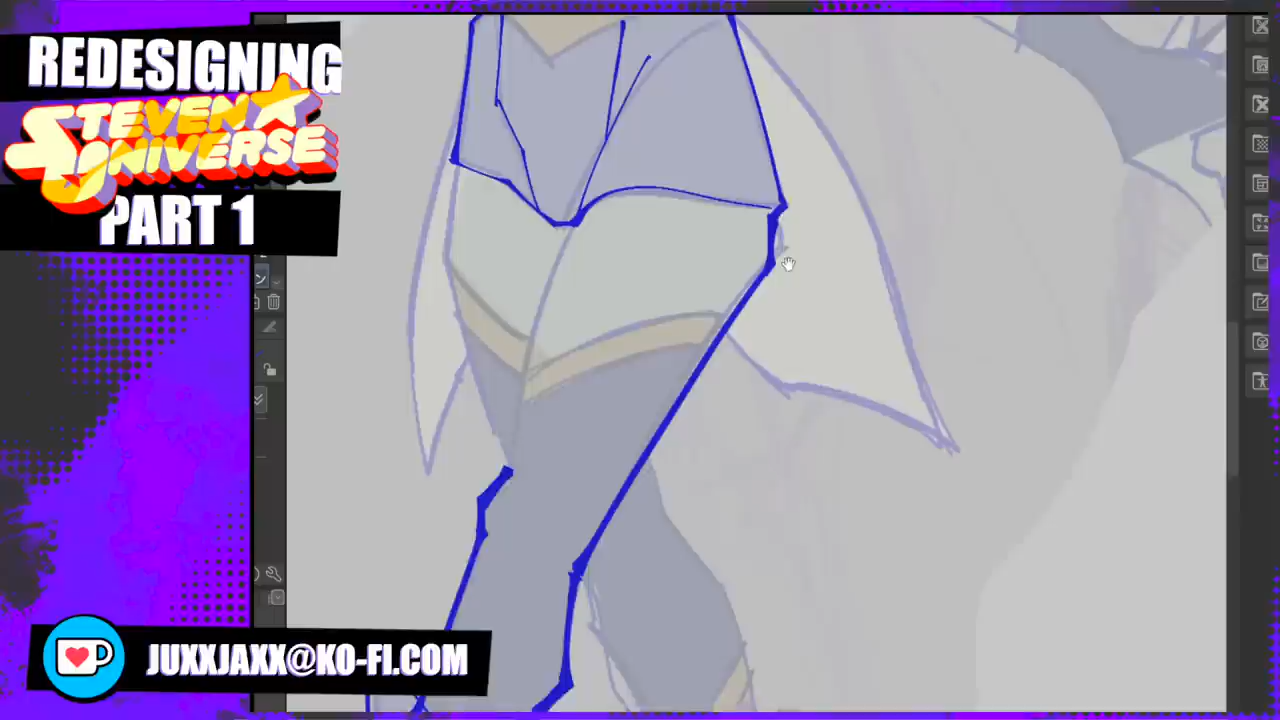 REDESIGNING
STEVEN
UNIVERSE
PART 1
JUXXJAXX@KO-FI.COM